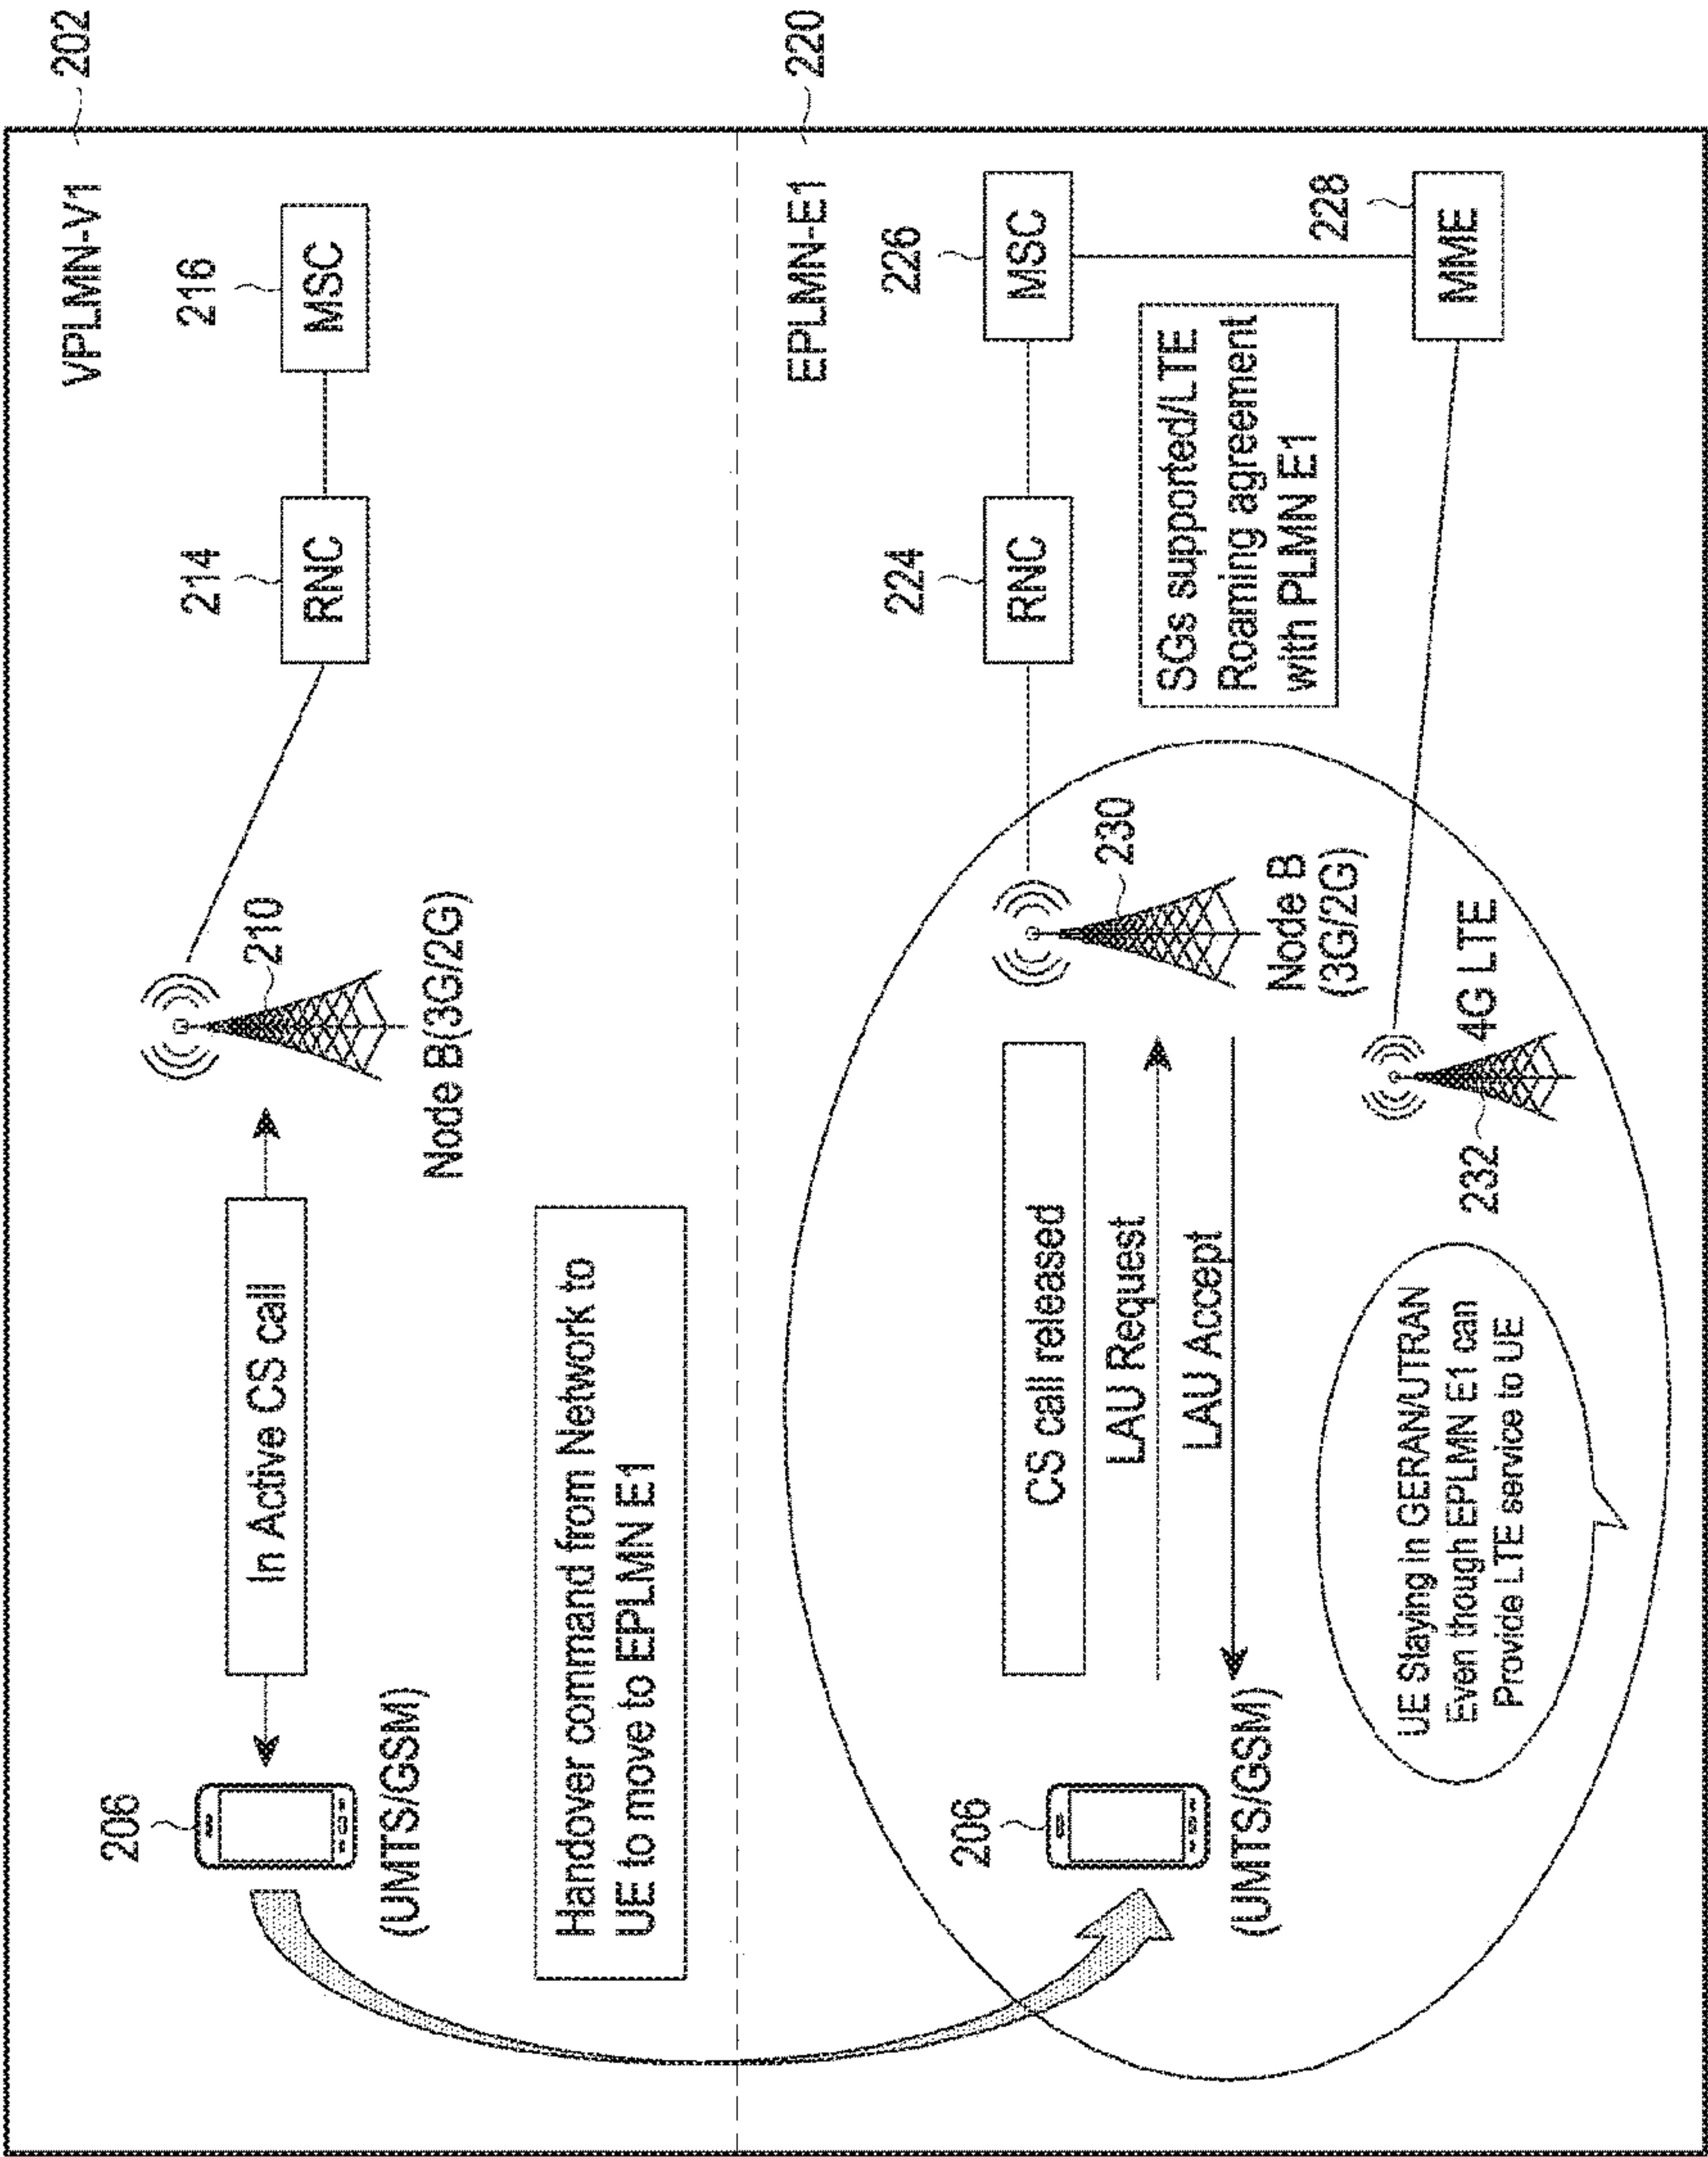 VPLMN-V1
202
206
In Active CS call
210
214
RNC
216
MSC
(UMTS/GSM)
Node B(3G/2G)
Handover command from Network to
UE to move to EPLMN E1
EPLMN-E1
220
206
CS call released
LAU Request
LAU Accept
(UMTS/GSM)
230
Node B
(3G/2G)
224
RNC
226
MSC
SGs supported/LTE
Roaming agreement
with PLMN E1
228
MME
UE Staying in GERAN/UTRAN
Even though EPLMN E1 can
Provide LTE service to UE
232
4G LTE